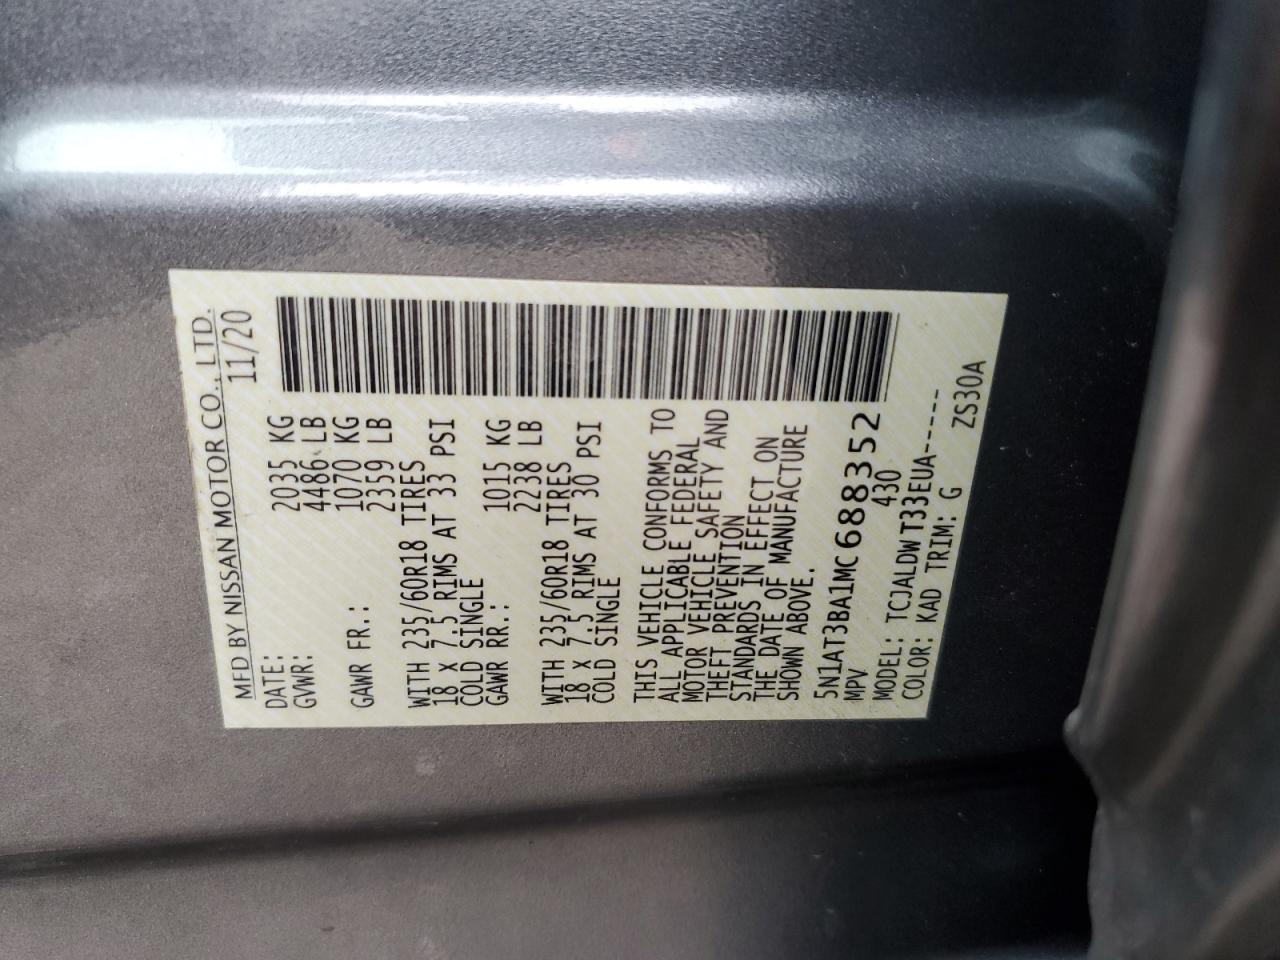 MFD BY NISSAN MOTOR CO., LTD.
DATE: 11/20
GVWR: 2035 KG
4486 LB
GAWR FR.: 1070 KG
2359 LB
WITH 235/60R18 TIRES
18 X 7.5 RIMS AT 33 PSI
COLD SINGLE
GAWR RR.: 1015 KG
2238 LB
WITH 235/60R18 TIRES
18 X 7.5 RIMS AT 30 PSI
COLD SINGLE
THIS VEHICLE CONFORMS TO
ALL APPLICABLE FEDERAL
MOTOR VEHICLE SAFETY AND
THEFT PREVENTION
STANDARDS IN EFFECT ON
THE DATE OF MANUFACTURE
SHOWN ABOVE.
5N1AT3BA1MC688352
MPV 430
MODEL: TCJALDW T33EUA------
COLOR: KAD TRIM: G ZS30A